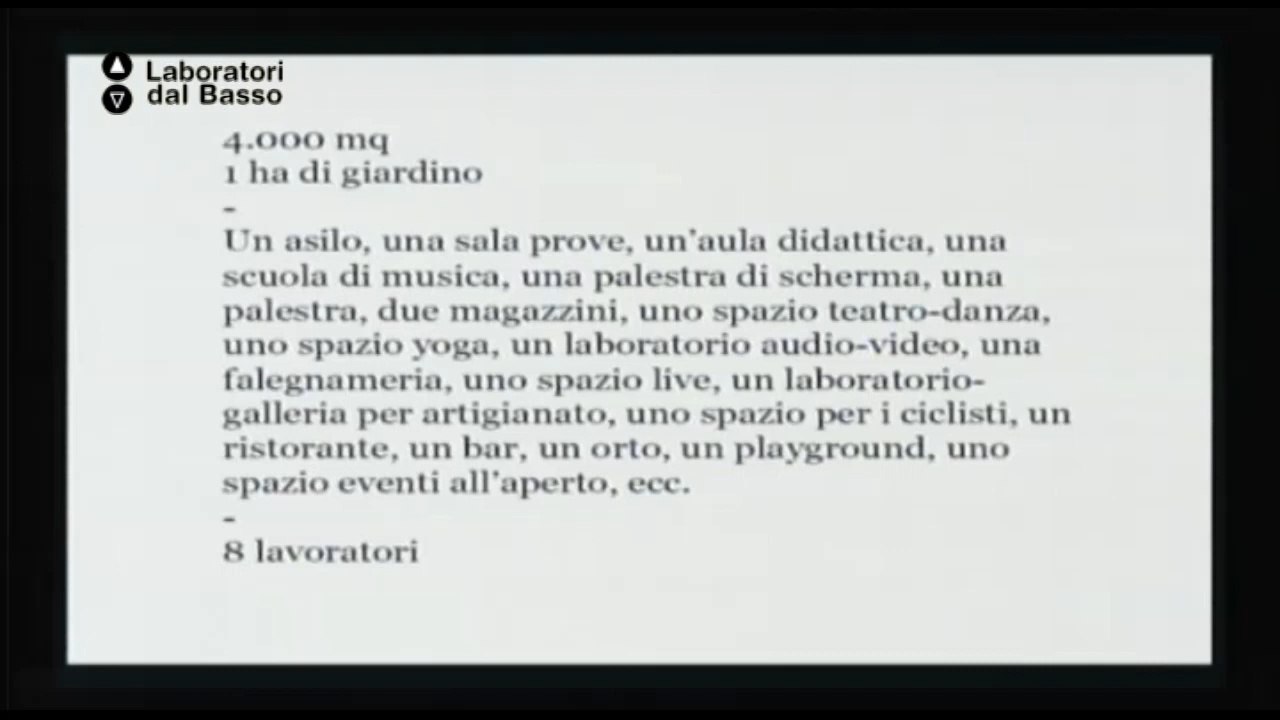 Laboratori
dal Basso
4.000 mq
1 ha di giardino
-
Un asilo, una sala prove, un'aula didattica, una
scuola di musica, una palestra di scherma, una
palestra, due magazzini, uno spazio teatro-danza,
uno spazio yoga, un laboratorio audio-video, una
falegnameria, uno spazio live, un laboratorio-
galleria per artigianato, uno spazio per i ciclisti, un
ristorante, un bar, un orto, un playground, uno
spazio eventi all'aperto, ecc.
-
8 lavoratori